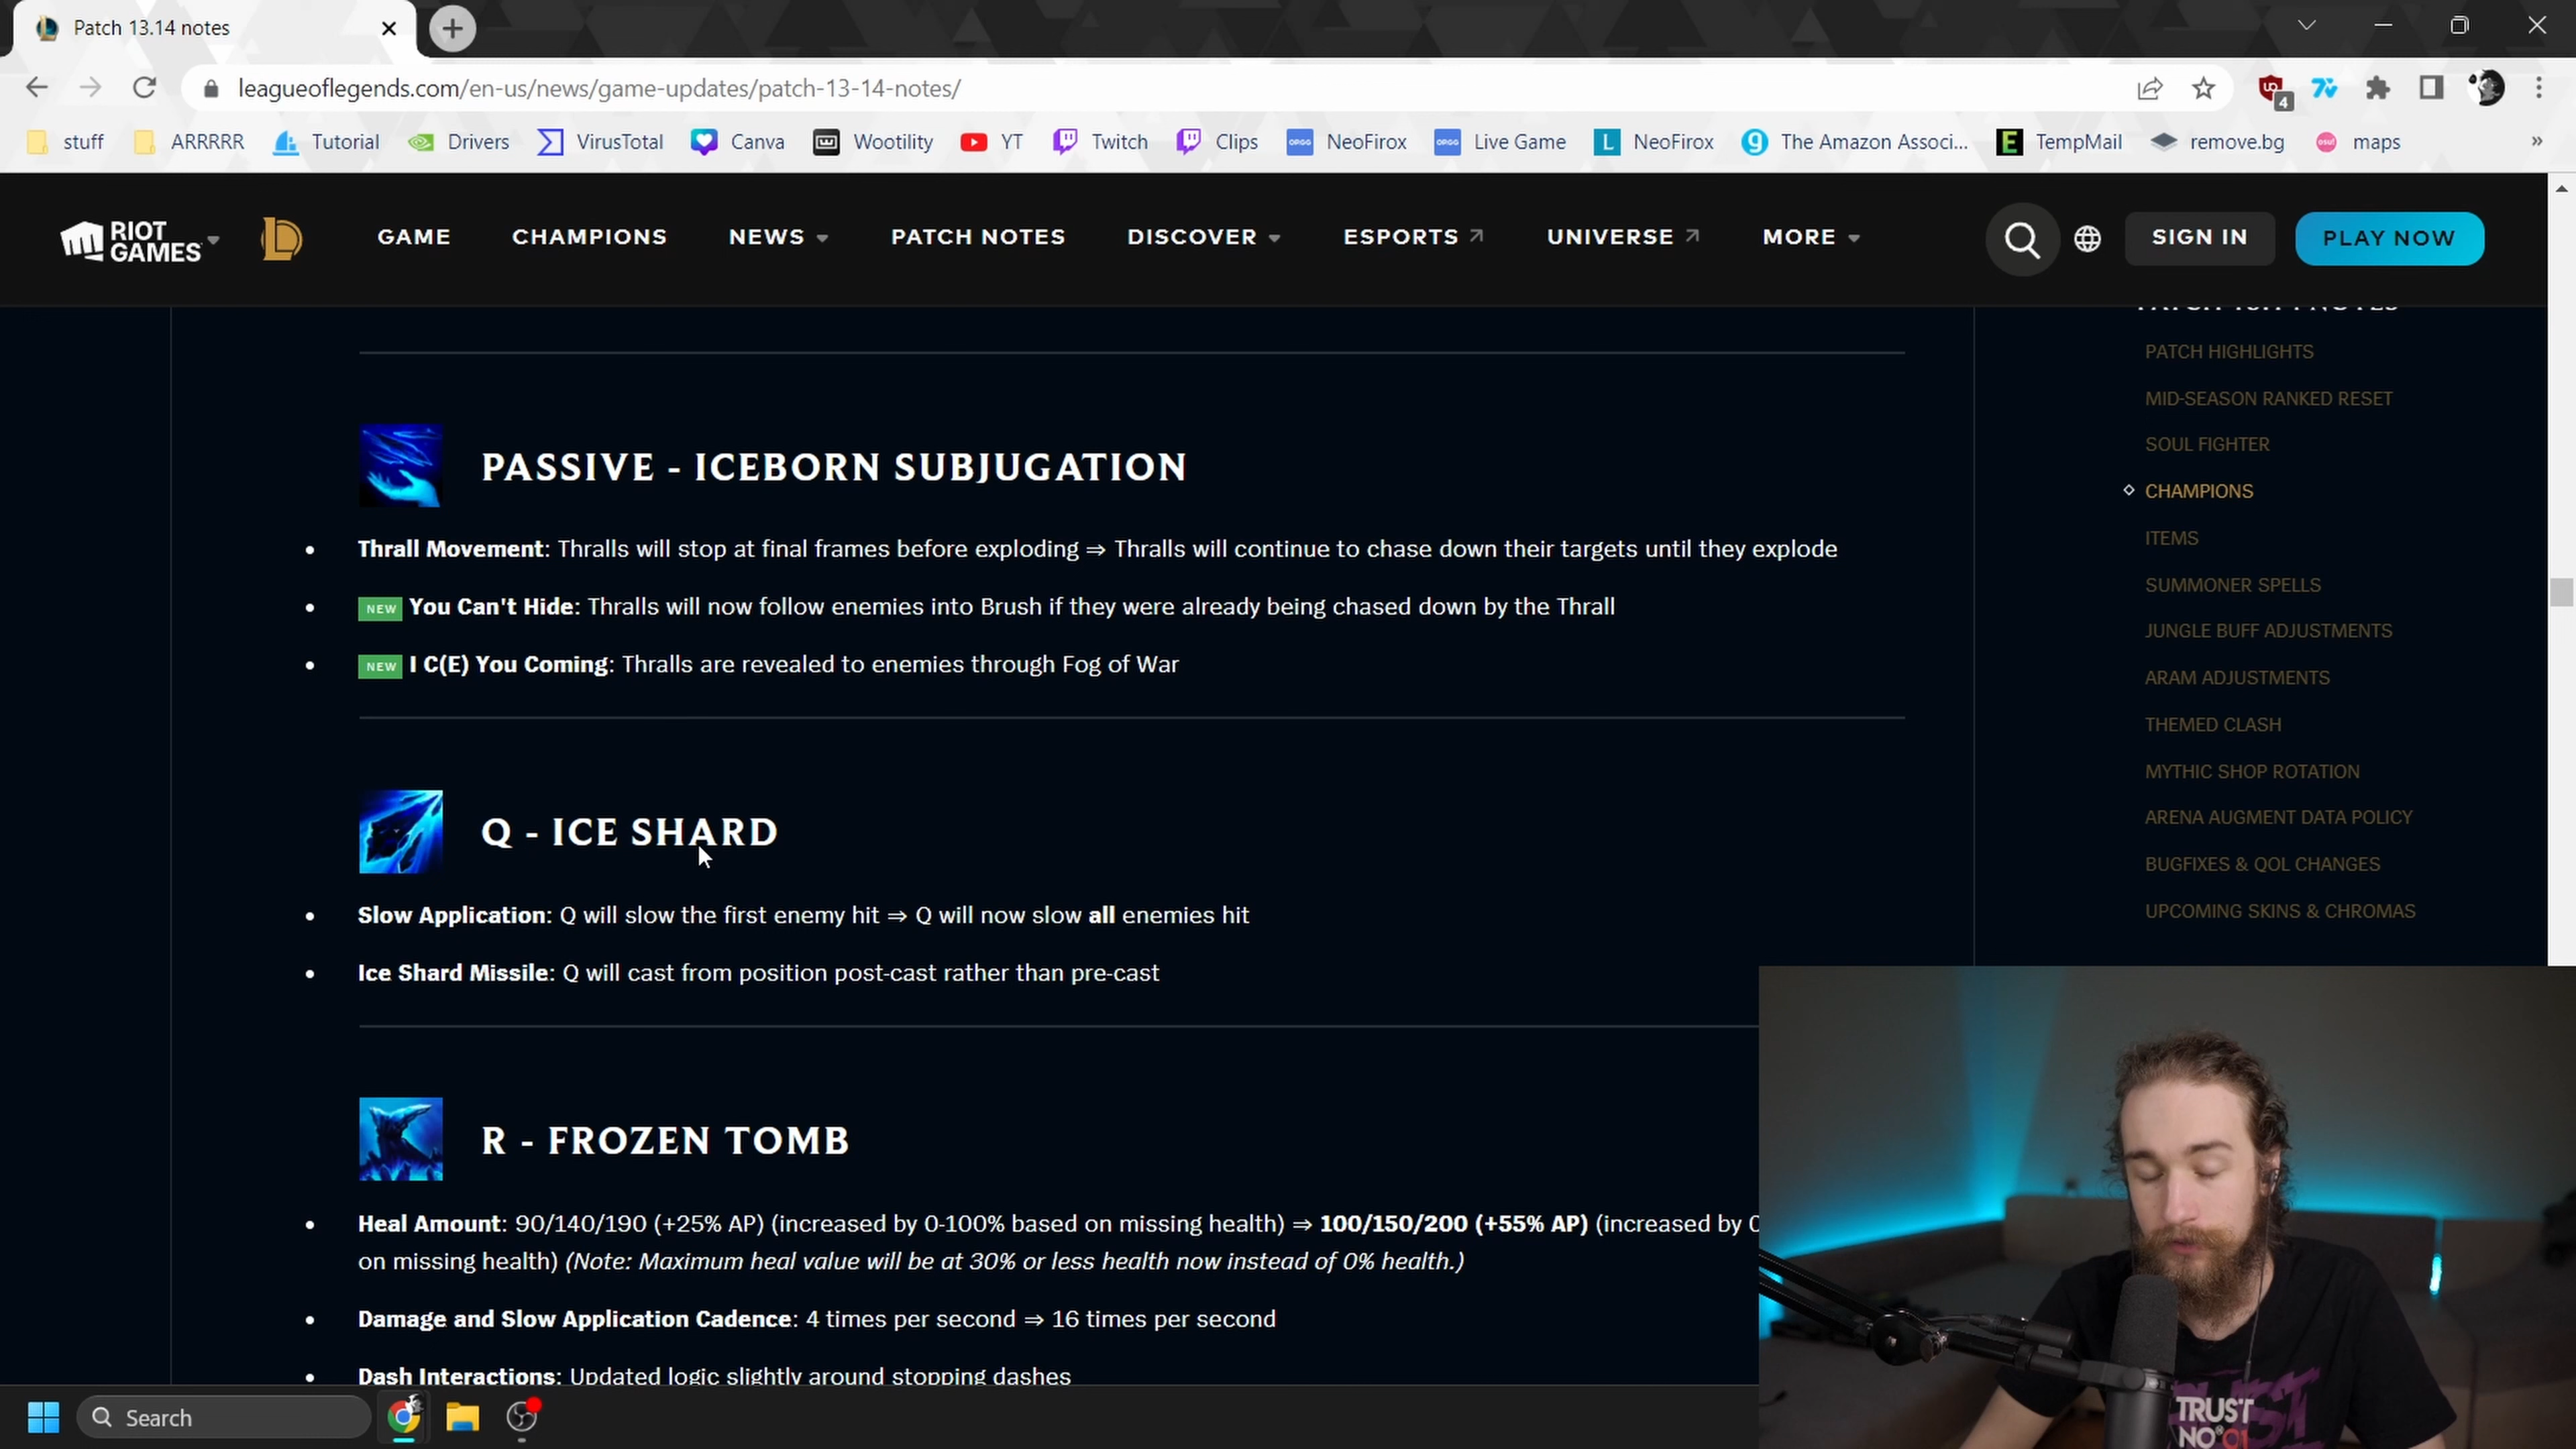 Patch 13.14 notes
leagueoflegends.com/en-us/news/game-updates/patch-13-14-notes/
4
stuff ARRRRR Tutorial Drivers VirusTotal Canva Wootility YT Twitch Clips OPGG NeoFirox OPGG Live Game L NeoFirox The Amazon Associ... E TempMail remove.bg osu! maps »
RIOT GAMES GAME CHAMPIONS NEWS PATCH NOTES DISCOVER ESPORTS UNIVERSE MORE SIGN IN PLAY NOW
PATCH HIGHLIGHTS
MID-SEASON RANKED RESET
SOUL FIGHTER
CHAMPIONS
ITEMS
SUMMONER SPELLS
JUNGLE BUFF ADJUSTMENTS
ARAM ADJUSTMENTS
THEMED CLASH
MYTHIC SHOP ROTATION
ARENA AUGMENT DATA POLICY
BUGFIXES & QOL CHANGES
UPCOMING SKINS & CHROMAS
PASSIVE - ICEBORN SUBJUGATION
• Thrall Movement: Thralls will stop at final frames before exploding ⇒ Thralls will continue to chase down their targets until they explode
• NEW You Can't Hide: Thralls will now follow enemies into Brush if they were already being chased down by the Thrall
• NEW I C(E) You Coming: Thralls are revealed to enemies through Fog of War
Q - ICE SHARD
• Slow Application: Q will slow the first enemy hit ⇒ Q will now slow all enemies hit
• Ice Shard Missile: Q will cast from position post-cast rather than pre-cast
R - FROZEN TOMB
• Heal Amount: 90/140/190 (+25% AP) (increased by 0-100% based on missing health) ⇒ 100/150/200 (+55% AP) (increased by
on missing health) (Note: Maximum heal value will be at 30% or less health now instead of 0% health.)
• Damage and Slow Application Cadence: 4 times per second ⇒ 16 times per second
• Dash Interactions: Updated logic slightly around stopping dashes
TRUST
NO 01
Search